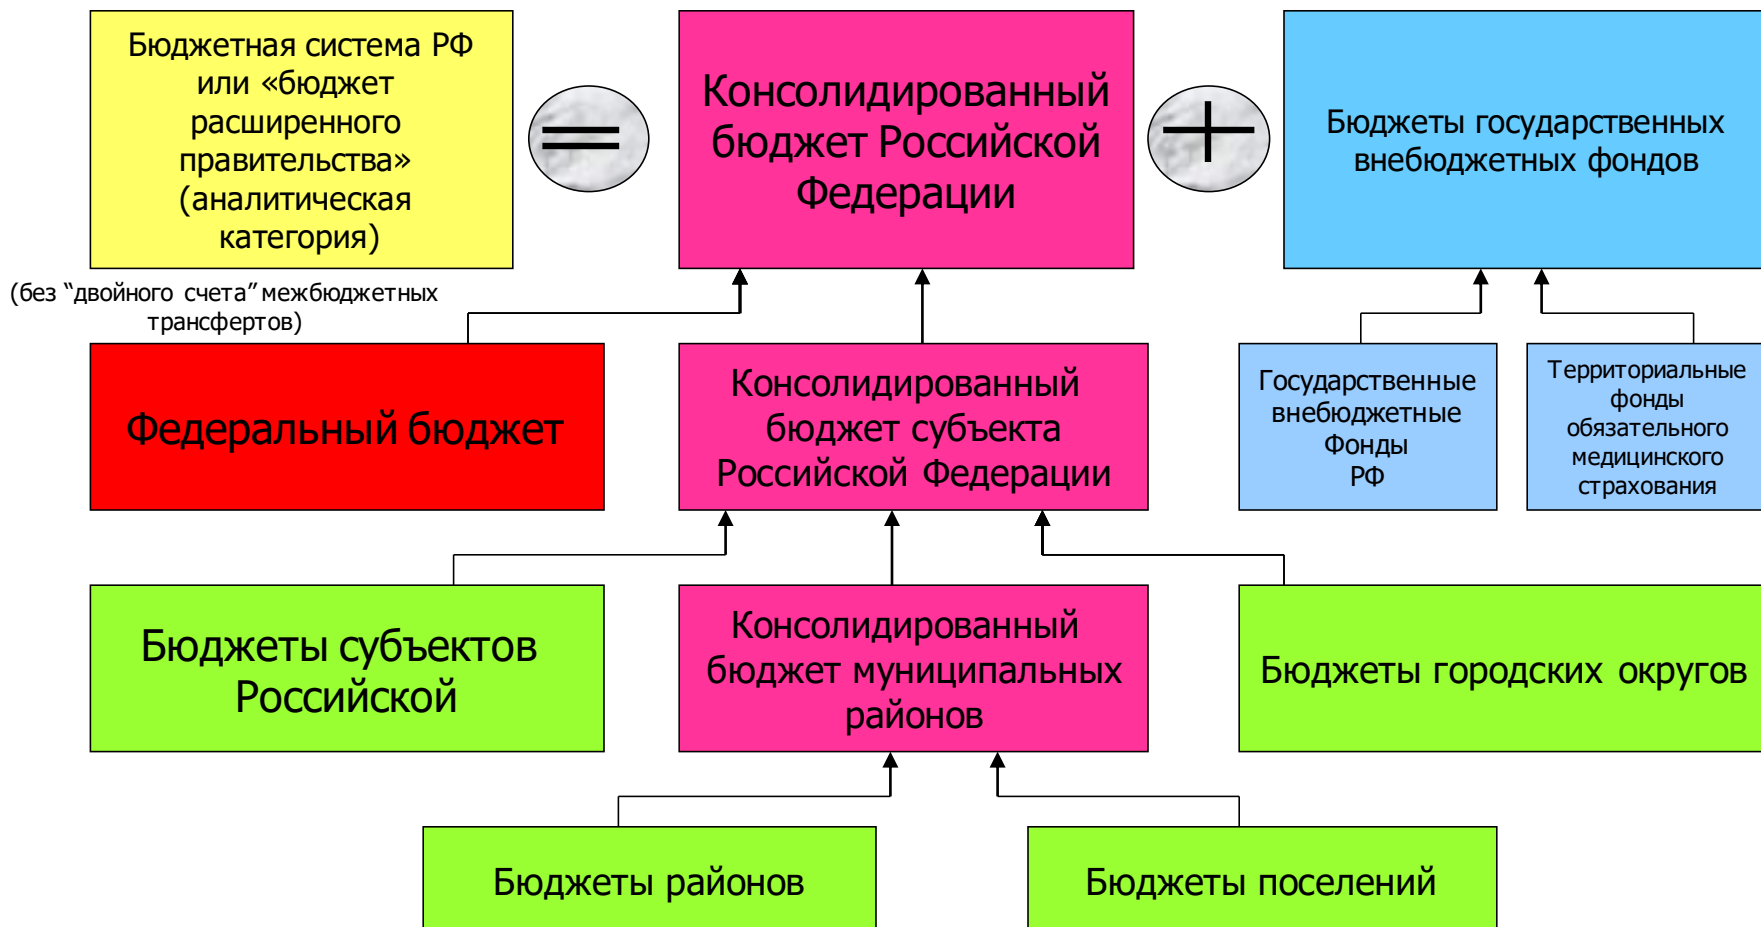 Бюджетная система РФ
или «бюджет
расширенного
правительства»
(аналитическая
категория)
=
Консолидированный
бюджет Российской
Федерации
+
Бюджеты государственных
внебюджетных фондов
(без “двойного счета” межбюджетных
трансфертов)
Федеральный бюджет
Консолидированный
бюджет субъекта
Российской Федерации
Государственные
внебюджетные
Фонды
РФ
Территориальные
фонды
обязательного
медицинского
страхования
Бюджеты субъектов
Российской
Консолидированный
бюджет муниципальных
районов
Бюджеты городских округов
Бюджеты районов
Бюджеты поселений